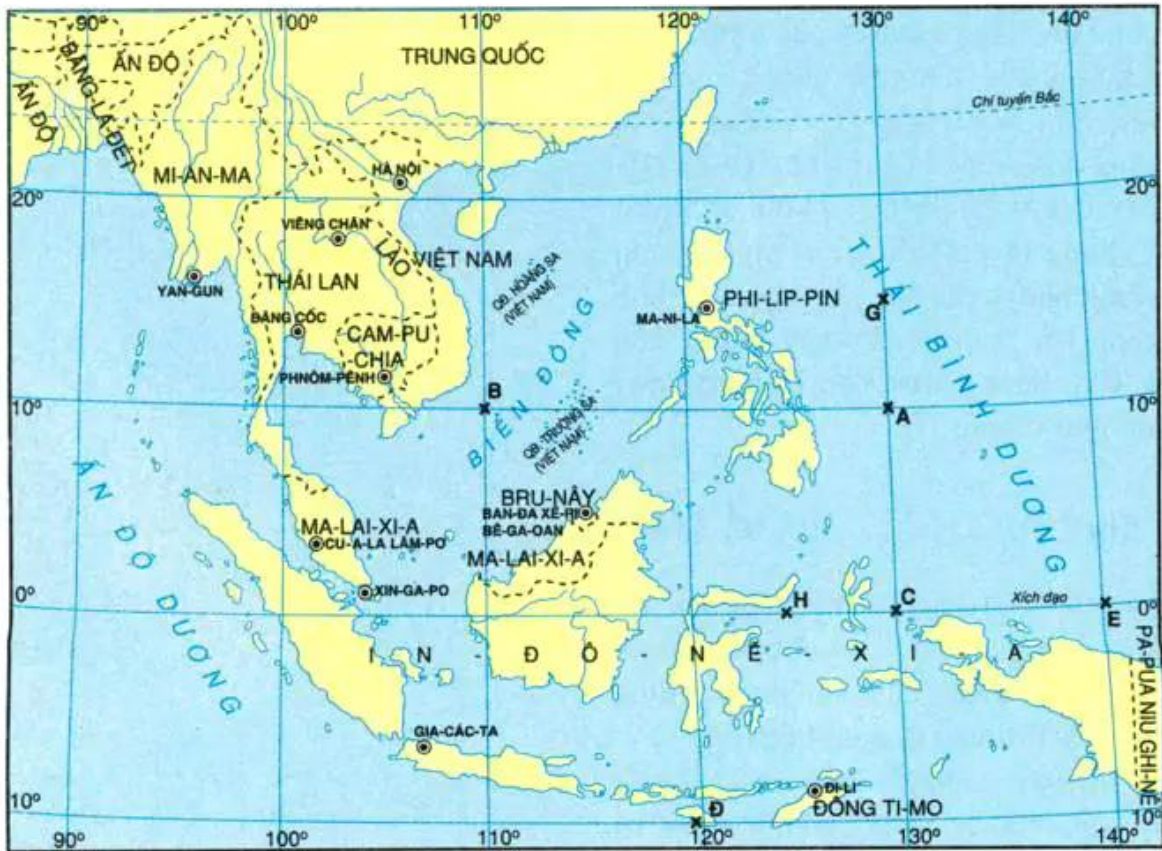 90° 100° 110° 120° 130° 140°
ẤN ĐỘ
BĂNG-LA-ĐÉT
ẤN ĐỘ
TRUNG QUỐC
Chí tuyến Bắc
MI-AN-MA
HÀ NỘI
20°
20°
VIÊNG CHĂN
LÀO
VIỆT NAM
YAN-GUN
THÁI LAN
QĐ. HOÀNG SA
(VIỆT NAM)
BĂNG CỐC
CAM-PU
-CHIA
PHNÔM-PÊNH
MA-NI-LA
PHI-LIP-PIN
G
THÁI BÌNH DƯƠNG
B
BIỂN ĐÔNG
10°
A
10°
QĐ. TRƯỜNG SA
(VIỆT NAM)
ẤN ĐỘ DƯƠNG
BRU-NÂY
BAN-ĐA XÊ-RI
BÊ-GA-OAN
MA-LAI-XI-A
CU-A-LA LĂM-PƠ
MA-LAI-XI-A
XIN-GA-PO
0°
H
C
Xích đạo
0°
E
IN-ĐÔ-NÊ-XI-A
PA-PUA NIU GHI-NÊ
GIA-CÁC-TA
ĐI-LI
ĐÔNG TI-MO
Đ
10°
10°
90° 100° 110° 120° 130° 140°